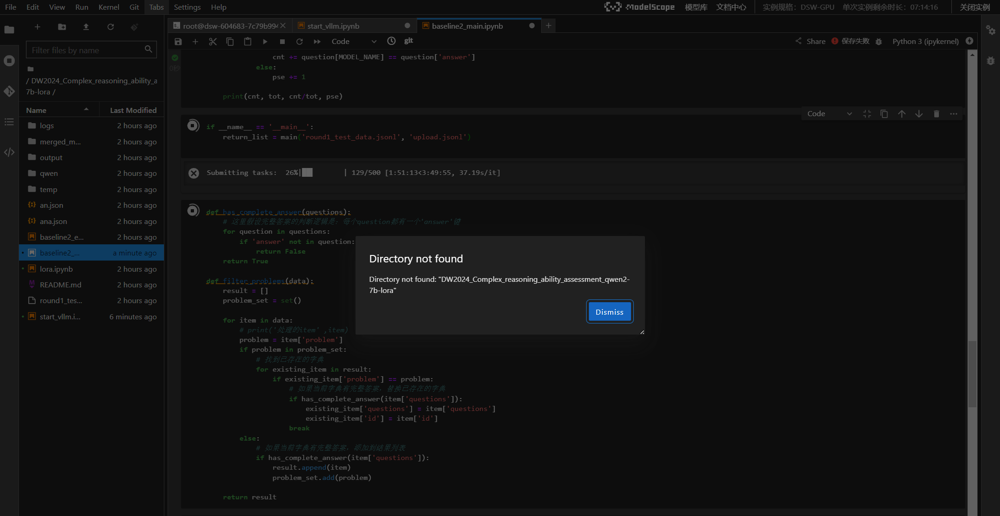 File Edit View Run Kernel Git Tabs Settings Help
ModelScope 模型库 文档中心 实例规格：DSW-GPU 单次实例剩余时长：07:14:16 关闭实例
root@dsw-604683-7c79b99 start_vllm.ipynb baseline2_main.ipynb
Code git Share 保存失败 Python 3 (ipykernel)
Filter files by name
/ DW2024_Complex_reasoning_ability_a
7b-lora /
Name Last Modified
logs 2 hours ago
merged_m... 2 hours ago
output 2 hours ago
qwen 2 hours ago
temp 2 hours ago
an.json 2 hours ago
ana.json 2 hours ago
baseline2_e... 2 hours ago
baseline2_... a minute ago
lora.ipynb 2 hours ago
README.md 2 hours ago
round1_tes... 2 hours ago
start_vllm.i... 6 minutes ago
0秒
cnt += question[MODEL_NAME] == question['answer']
else:
pse += 1
print(cnt, tot, cnt/tot, pse)
Code
if __name__ == '__main__':
return_list = main('round1_test_data.jsonl', 'upload.jsonl')
Submitting tasks: 26%| | 129/500 [1:51:13<3:49:55, 37.19s/it]
def has_complete_answer(questions):
# 这里假设完整答案的判断逻辑是：每个question都有一个'answer'键
for question in questions:
if 'answer' not in question:
return False
return True
def filter_problems(data):
result = []
problem_set = set()
for item in data:
# print('处理的item' ,item)
problem = item['problem']
if problem in problem_set:
# 找到已存在的字典
for existing_item in result:
if existing_item['problem'] == problem:
# 如果当前字典有完整答案，替换已存在的字典
if has_complete_answer(item['questions']):
existing_item['questions'] = item['questions']
existing_item['id'] = item['id']
break
else:
# 如果当前字典有完整答案，添加到结果列表
if has_complete_answer(item['questions']):
result.append(item)
problem_set.add(problem)
return result
Directory not found
Directory not found: "DW2024_Complex_reasoning_ability_assessment_qwen2-
7b-lora"
Dismiss